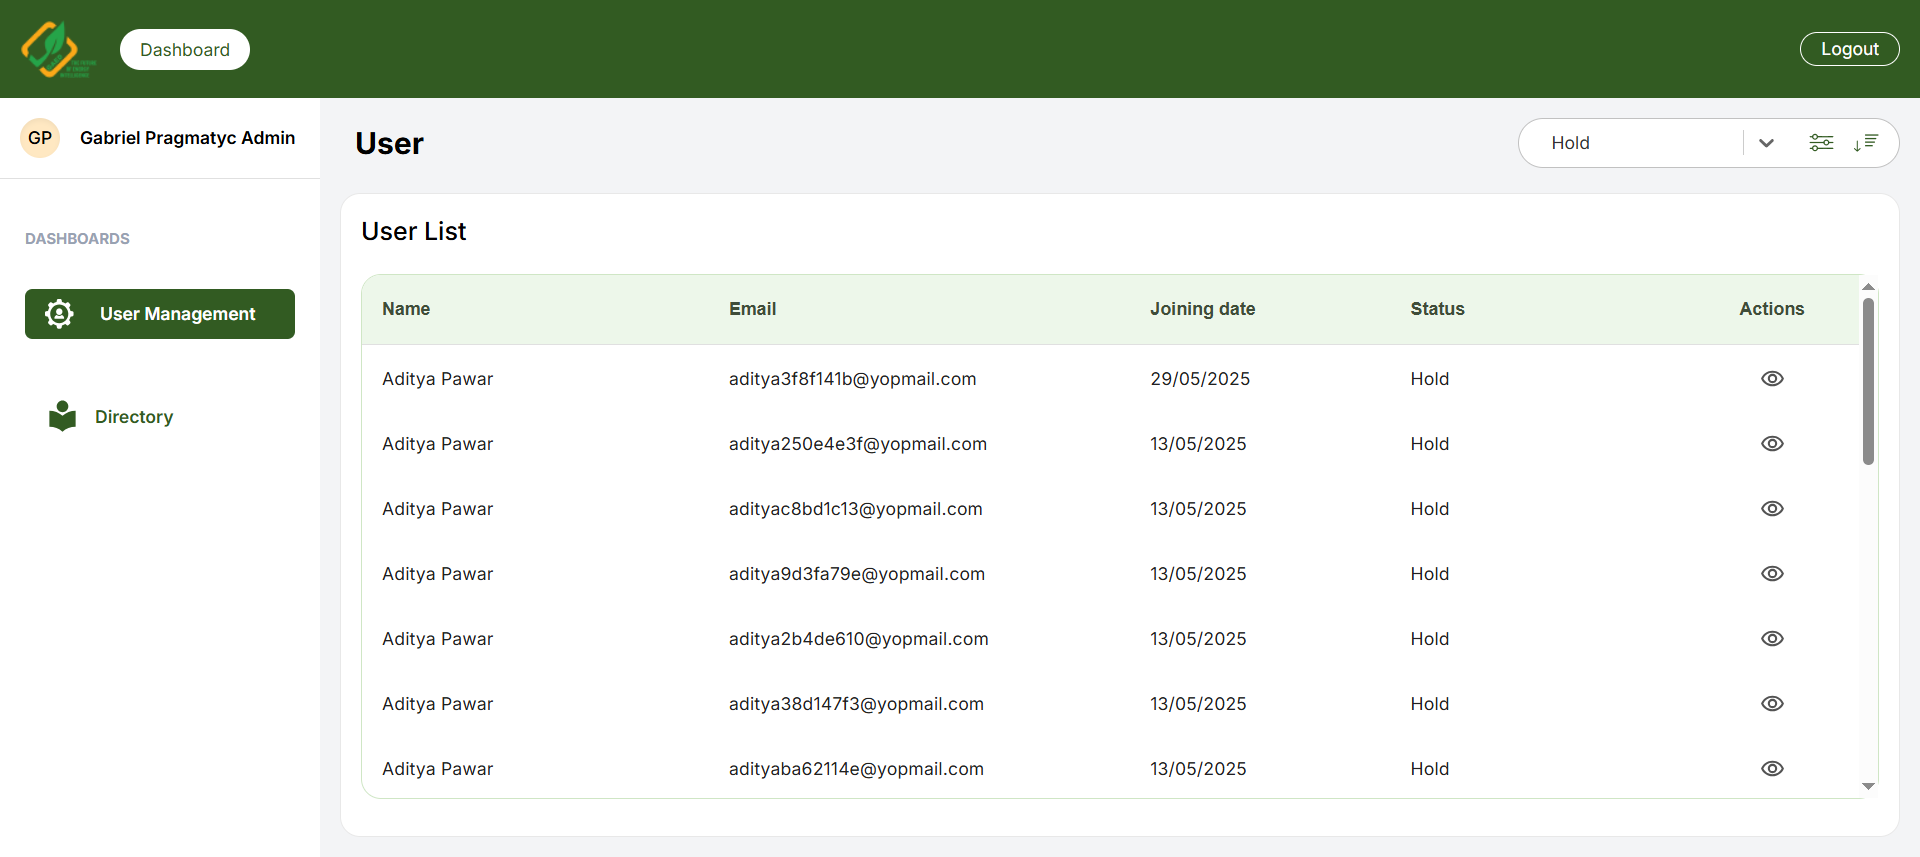 Dashboard
Logout
GP
Gabriel Pragmatyc Admin
User
Hold
DASHBOARDS
User Management
Directory
User List
Name Email Joining date Status Actions
Aditya Pawar aditya3f8f141b@yopmail.com 29/05/2025 Hold
Aditya Pawar aditya250e4e3f@yopmail.com 13/05/2025 Hold
Aditya Pawar adityac8bd1c13@yopmail.com 13/05/2025 Hold
Aditya Pawar aditya9d3fa79e@yopmail.com 13/05/2025 Hold
Aditya Pawar aditya2b4de610@yopmail.com 13/05/2025 Hold
Aditya Pawar aditya38d147f3@yopmail.com 13/05/2025 Hold
Aditya Pawar adityaba62114e@yopmail.com 13/05/2025 Hold